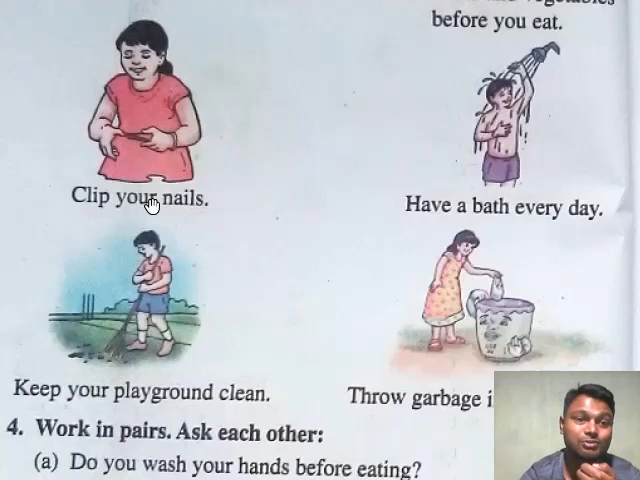 before you eat.
Clip your nails.
Have a bath every day.
Keep your playground clean.
Throw garbage
4. Work in pairs. Ask each other:
(a) Do you wash your hands before eating?